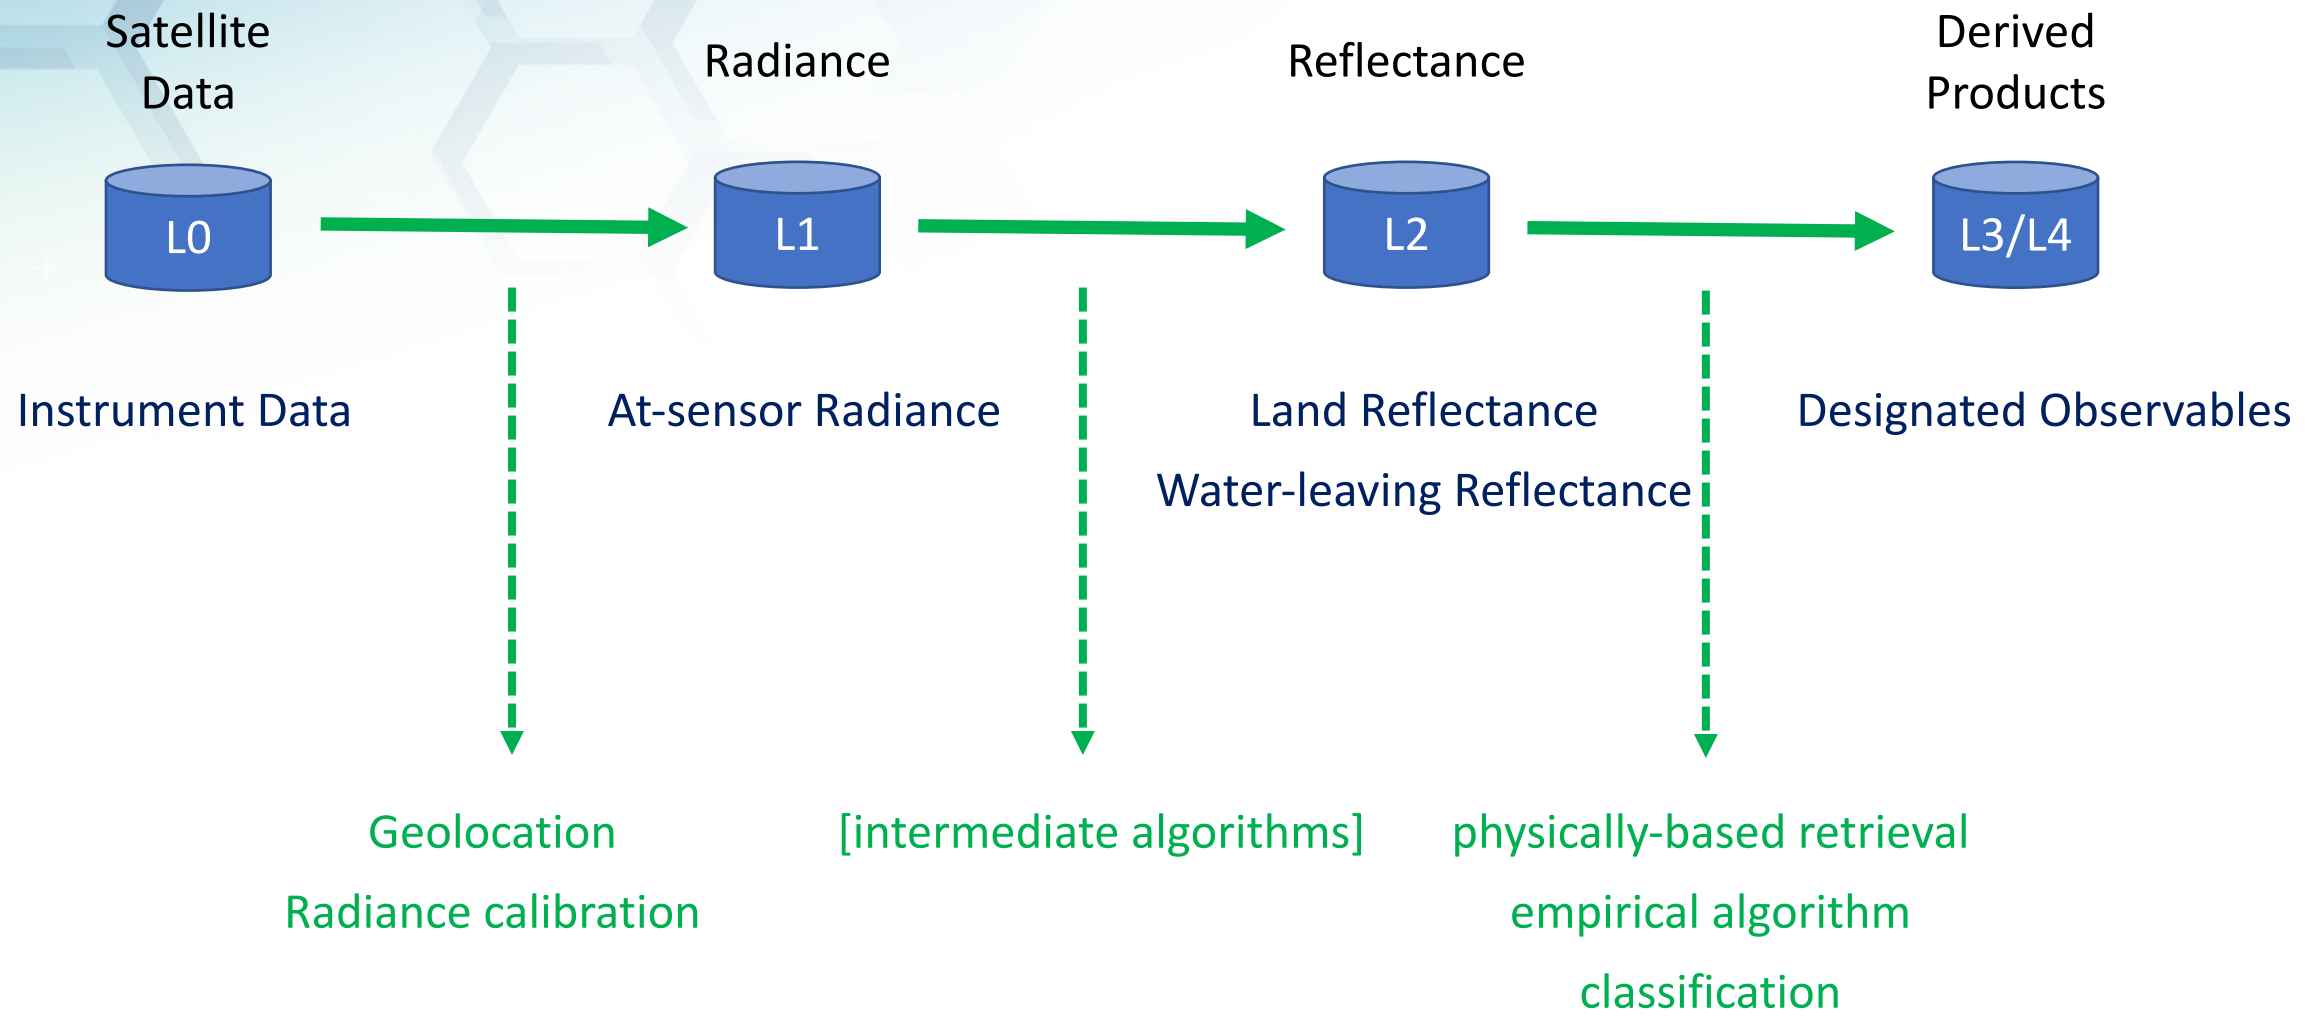 Satellite
Data
Radiance
Reflectance
Derived
Products
L0
L1
L2
L3/L4
Instrument Data
At-sensor Radiance
Land Reflectance
Designated Observables
Water-leaving Reflectance
Geolocation
[intermediate algorithms]
physically-based retrieval
Radiance calibration
empirical algorithm
classification